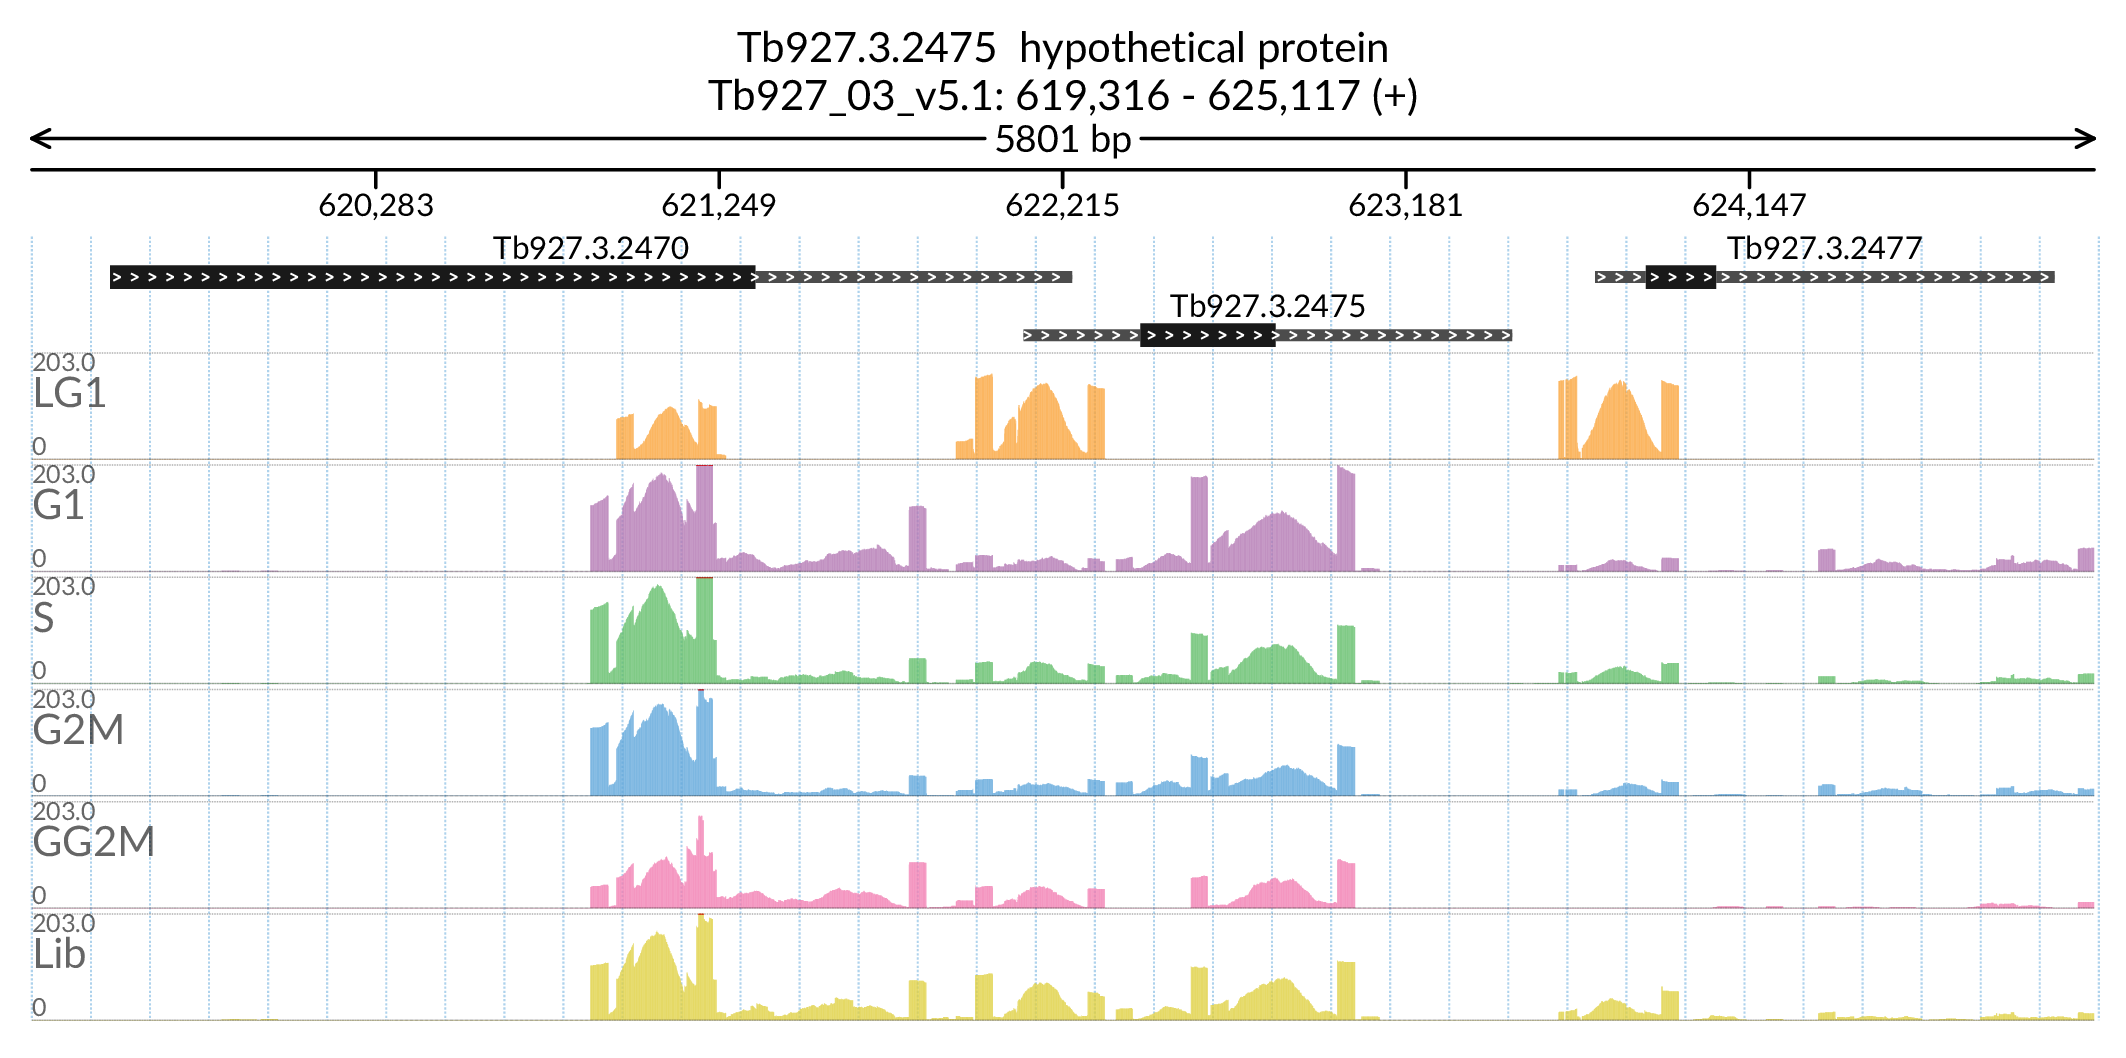 Tb927.3.2475  hypothetical protein
Tb927_03_v5.1: 619,316 - 625,117 (+)
5801 bp
620,283 621,249 622,215 623,181 624,147
Tb927.3.2470 Tb927.3.2477
Tb927.3.2475
203.0
LG1
0
203.0
G1
0
203.0
S
0
203.0
G2M
0
203.0
GG2M
0
203.0
Lib
0